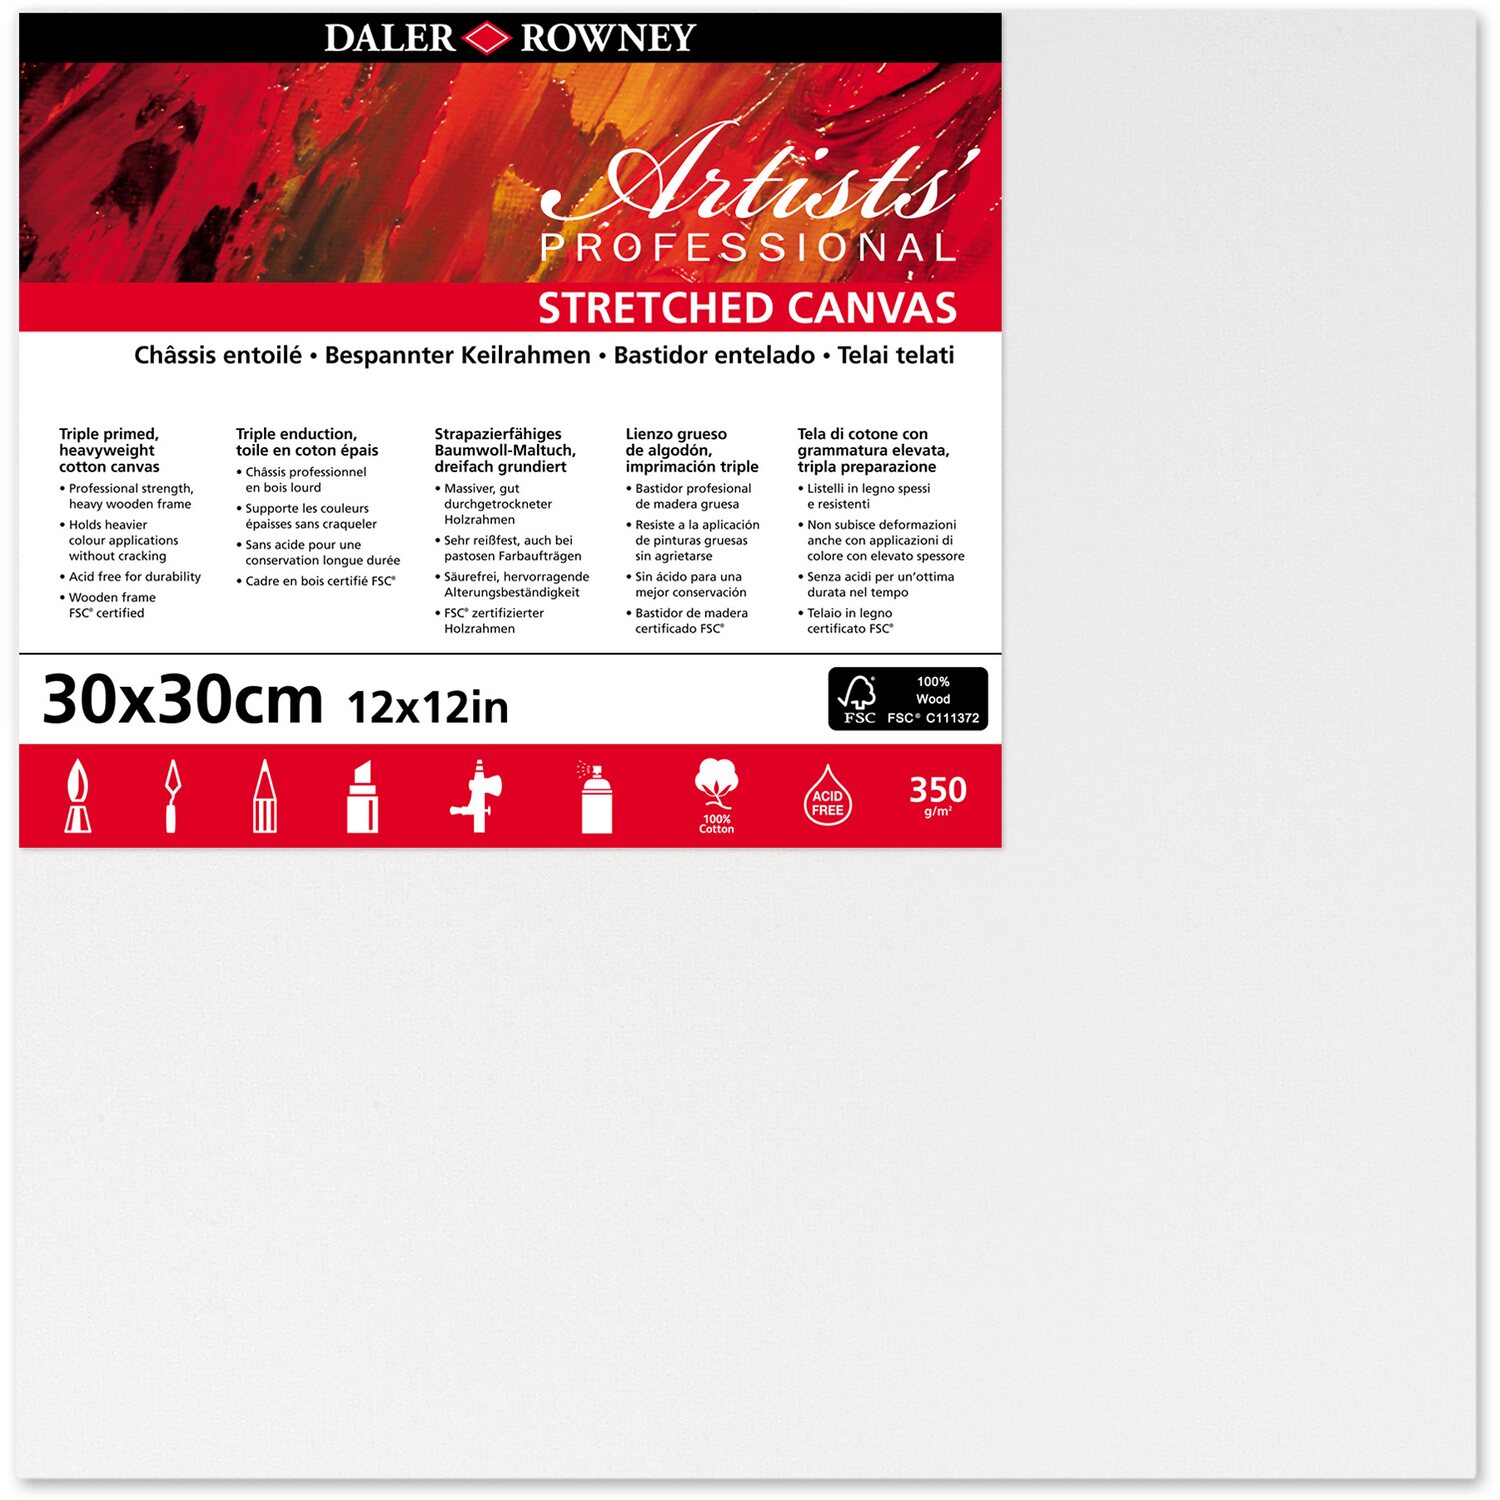 DALER ROWNEY
Artists'
PROFESSIONAL
STRETCHED CANVAS
Châssis entoilé • Bespannter Keilrahmen • Bastidor entelado • Telai telati
Triple primed,
heavyweight
cotton canvas
• Professional strength,
heavy wooden frame
• Holds heavier
colour applications
without cracking
• Acid free for durability
• Wooden frame
FSC® certified
Triple enduction,
toile en coton épais
• Châssis professionnel
en bois lourd
• Supporte les couleurs
épaisses sans craqueler
• Sans acide pour une
conservation longue durée
• Cadre en bois certifié FSC®
Strapazierfähiges
Baumwoll-Maltuch,
dreifach grundiert
• Massiver, gut
durchgetrockneter
Holzrahmen
• Sehr reißfest, auch bei
pastosen Farbaufträgen
• Säurefrei, hervorragende
Alterungsbeständigkeit
• FSC® zertifizierter
Holzrahmen
Lienzo grueso
de algodón,
imprimación triple
• Bastidor profesional
de madera gruesa
• Resiste a la aplicación
de pinturas gruesas
sin agrietarse
• Sin ácido para una
mejor conservación
• Bastidor de madera
certificado FSC®
Tela di cotone con
grammatura elevata,
tripla preparazione
• Listelli in legno spessi
e resistenti
• Non subisce deformazioni
anche con applicazioni di
colore con elevato spessore
• Senza acidi per un'ottima
durata nel tempo
• Telaio in legno
certificato FSC®
30x30cm 12x12in
FSC
100%
Wood
FSC® C111372
100%
Cotton
ACID
FREE
350
g/m²